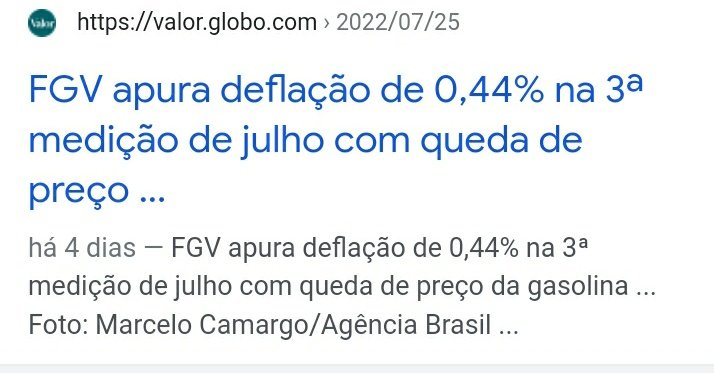 Valor
https://valor.globo.com › 2022/07/25
FGV apura deflação de 0,44% na 3ª
medição de julho com queda de
preço ...
há 4 dias — FGV apura deflação de 0,44% na 3ª
medição de julho com queda de preço da gasolina ...
Foto: Marcelo Camargo/Agência Brasil ...